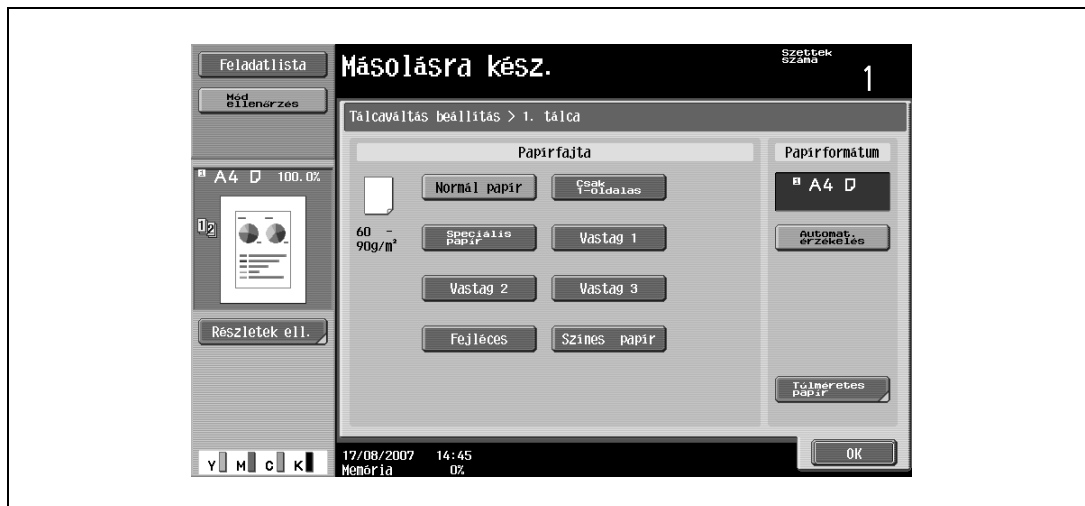 Feladatlista
Mód
ellenőrzés
Másolásra kész.
Szettek
száma
1
Tálcaváltás beállítás > 1. tálca
Papírfajta
Papírformátum
A4 100.0%
1 2
Normál papír
Csak
1-oldalas
60 -
90g/m²
Speciális
papír
Vastag 1
Vastag 2
Vastag 3
Fejléces
Színes papír
A4
Automat.
érzékelés
Részletek ell.
Túlméretes
papír
Y M C K
17/08/2007 14:45
Memória 0%
OK